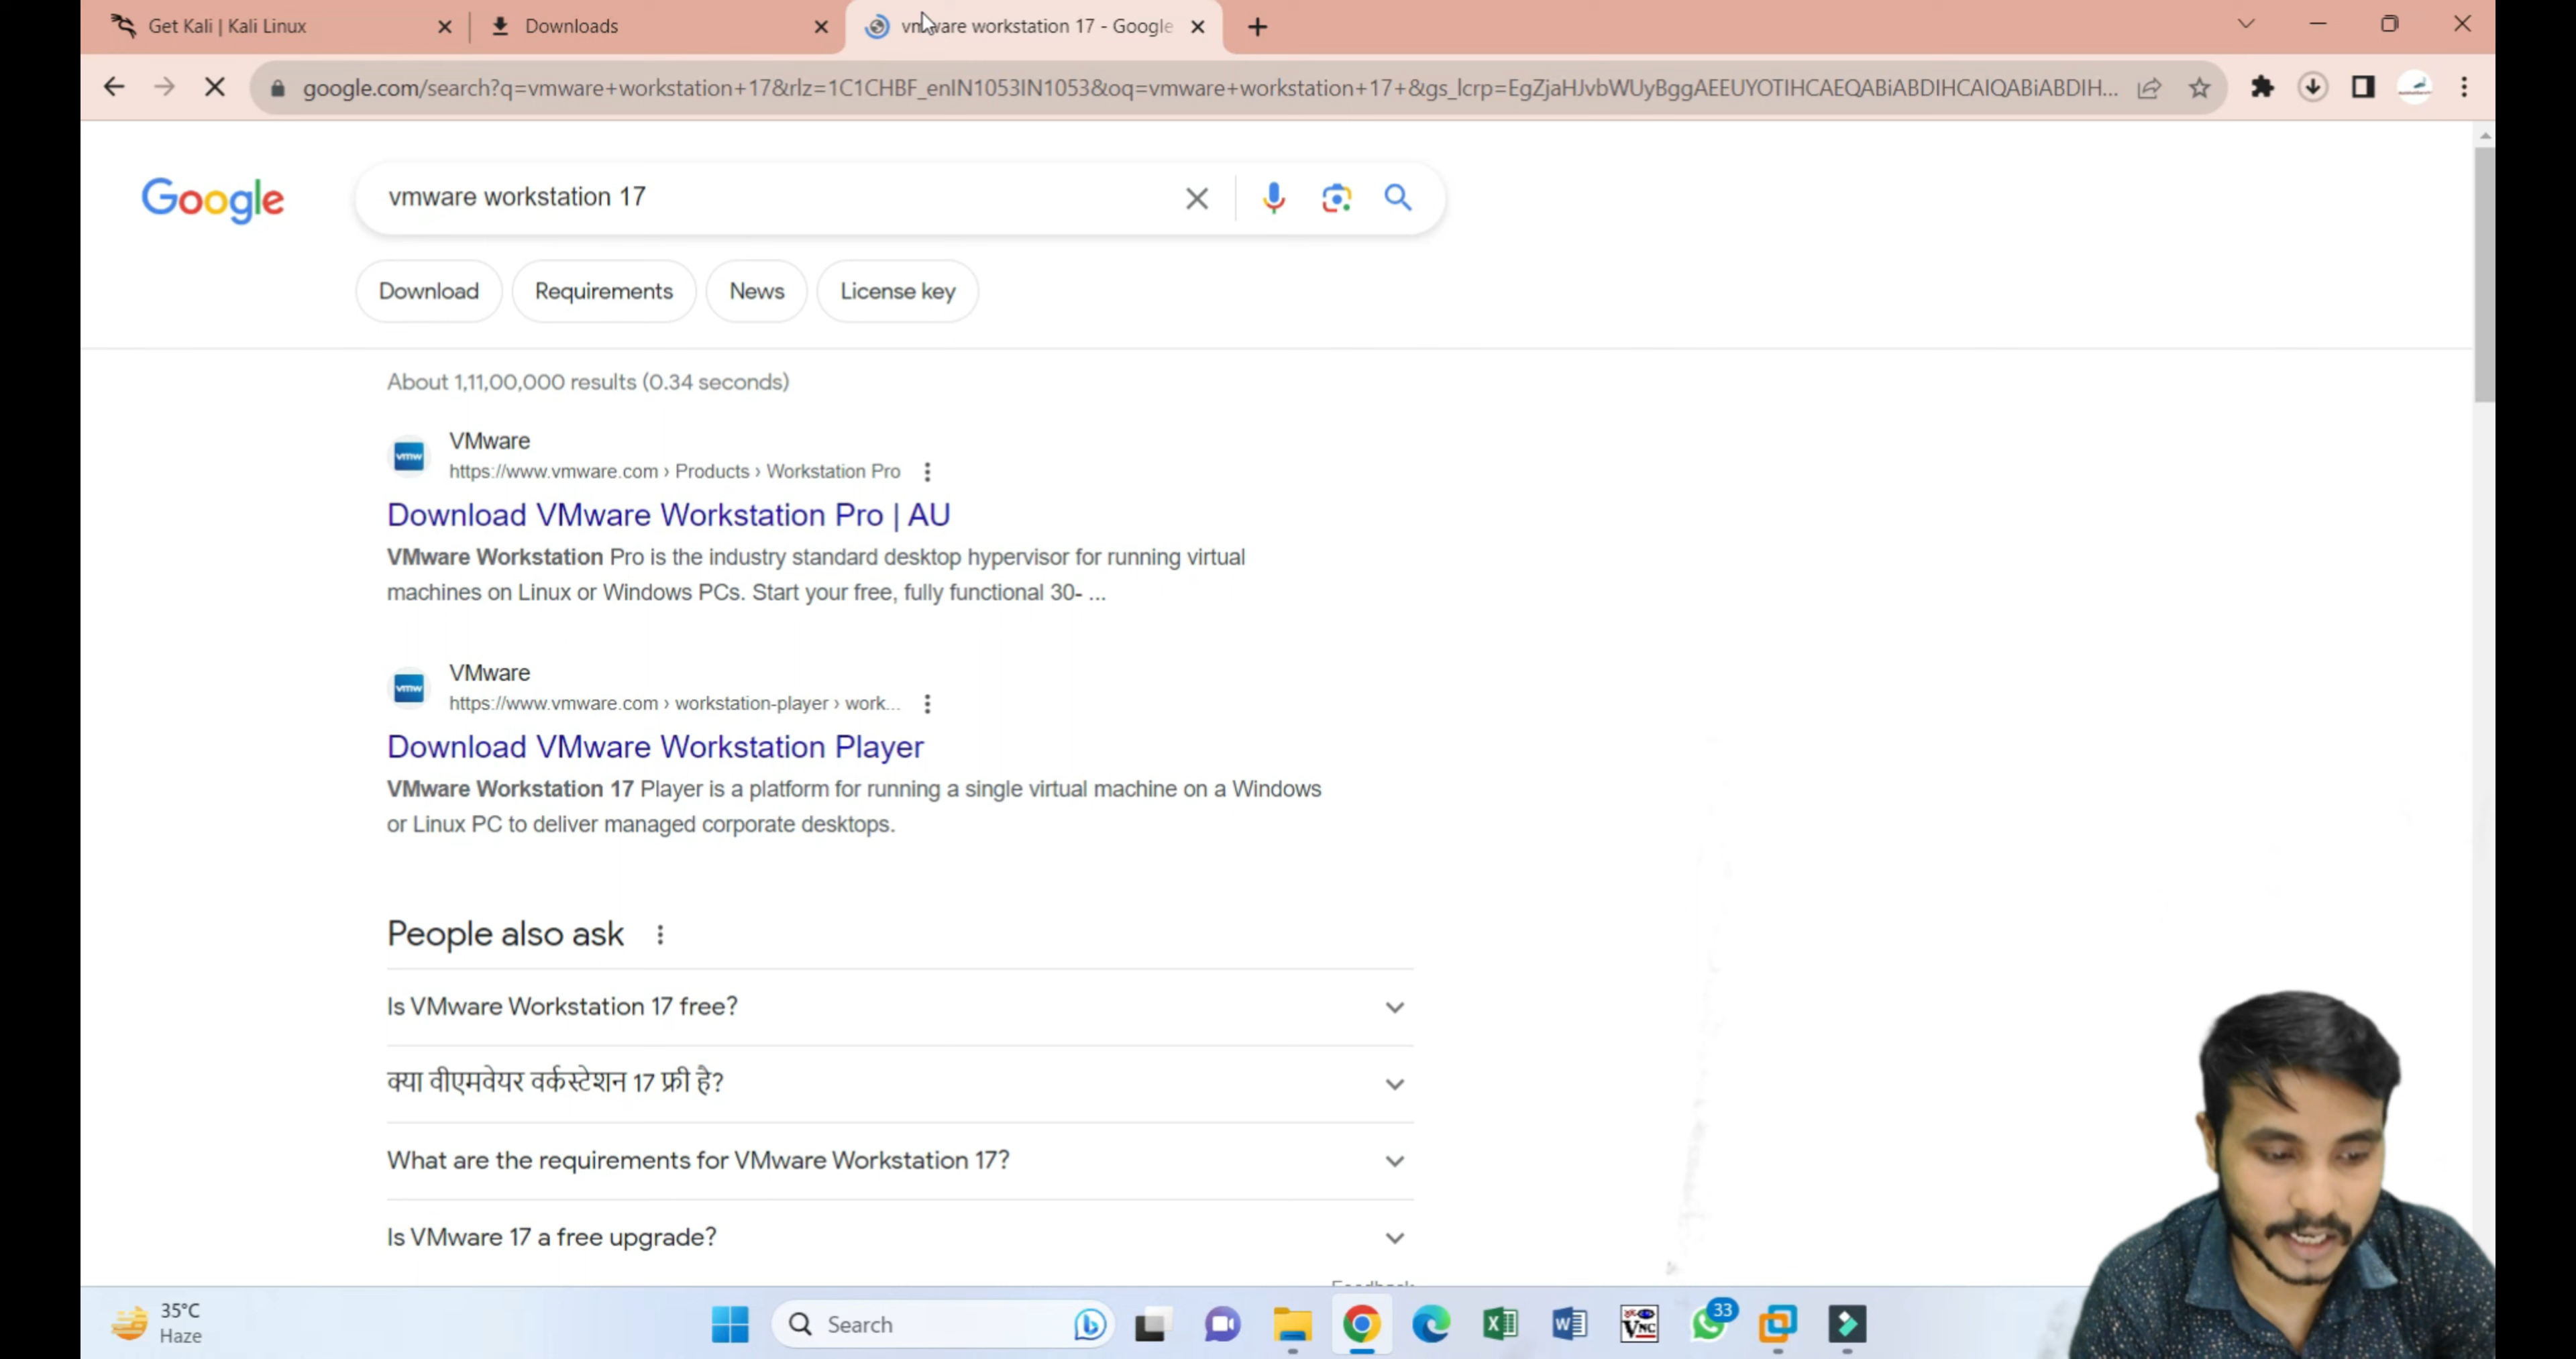 Get Kali | Kali Linux
Downloads
vmware workstation 17 - Google
google.com/search?q=vmware+workstation+17&rlz=1C1CHBF_enIN1053IN1053&oq=vmware+workstation+17+&gs_lcrp=EgZjaHJvbWUyBggAEEUYOTIHCAEQABiABDIHCAIQABiABDIH...
Google
vmware workstation 17
Download
Requirements
News
License key
About 1,11,00,000 results (0.34 seconds)
vmw
VMware
https://www.vmware.com › Products › Workstation Pro
Download VMware Workstation Pro | AU
VMware Workstation Pro is the industry standard desktop hypervisor for running virtual
machines on Linux or Windows PCs. Start your free, fully functional 30- ...
vmw
VMware
https://www.vmware.com › workstation-player › work...
Download VMware Workstation Player
VMware Workstation 17 Player is a platform for running a single virtual machine on a Windows
or Linux PC to deliver managed corporate desktops.
People also ask
Is VMware Workstation 17 free?
क्या वीएमवेयर वर्कस्टेशन 17 फ्री है?
What are the requirements for VMware Workstation 17?
Is VMware 17 a free upgrade?
Feedback
35°C
Haze
Search
VNC
33